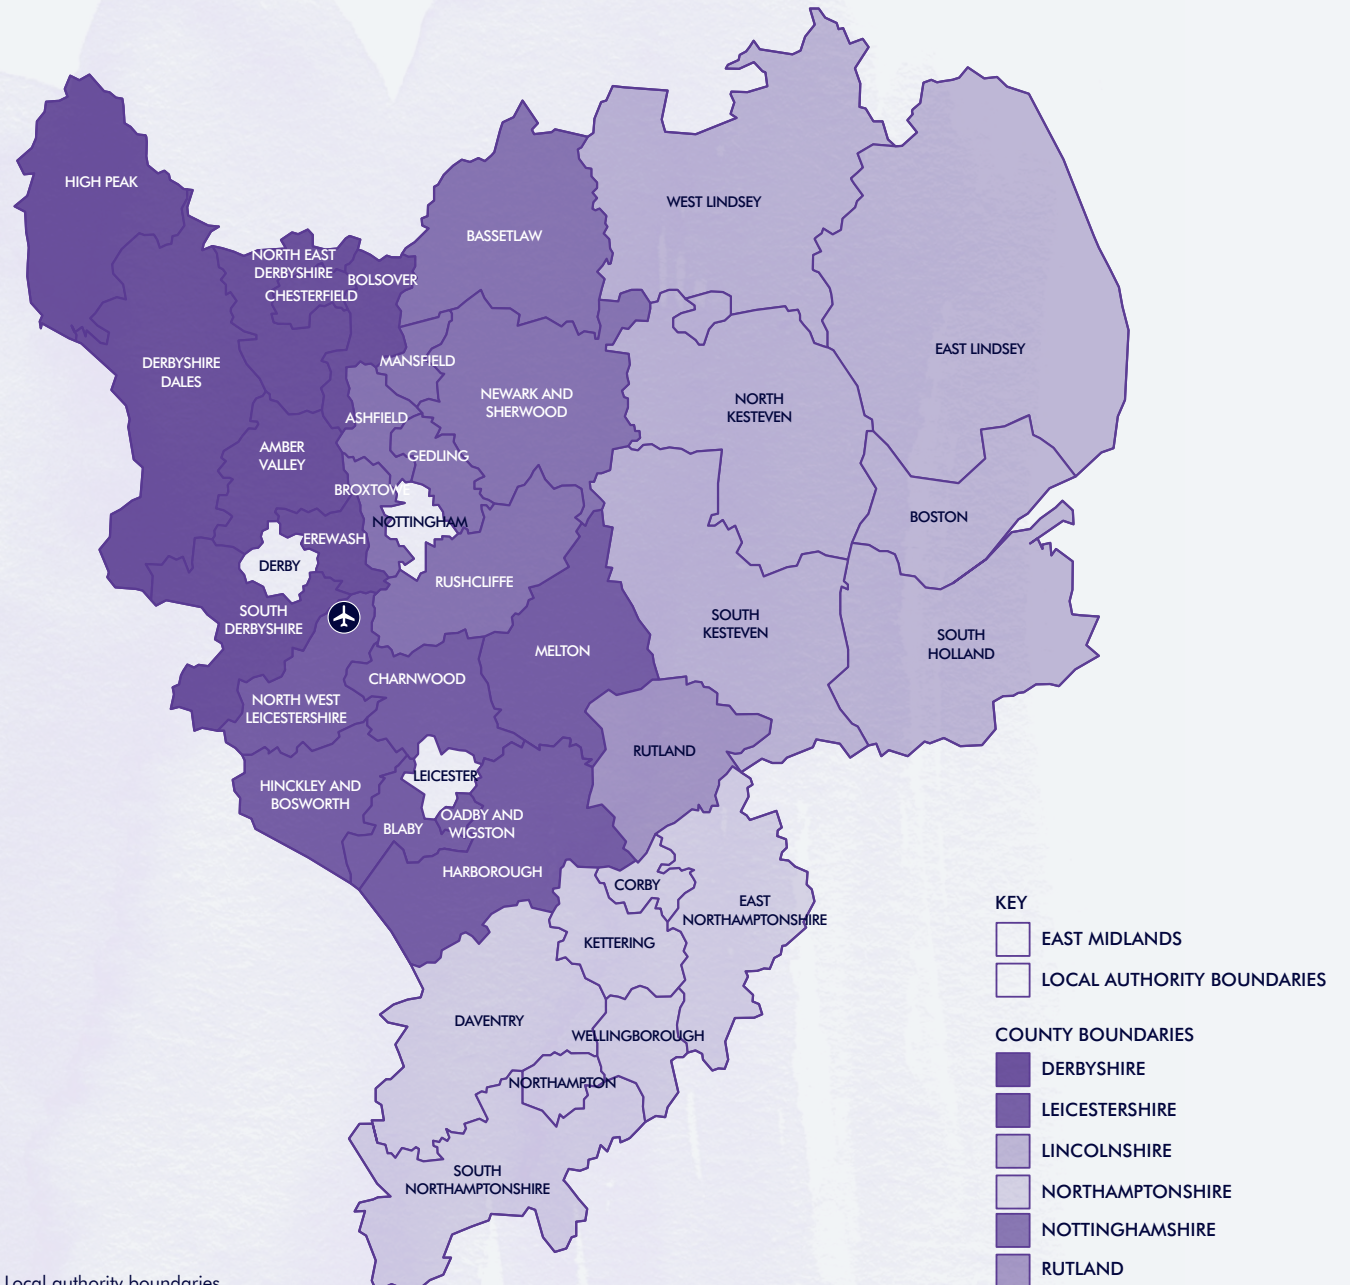 HIGH PEAK
WEST LINDSEY
BASSETLAW
NORTH EAST
DERBYSHIRE
BOLSOVER
CHESTERFIELD
EAST LINDSEY
DERBYSHIRE
DALES
MANSFIELD
NEWARK AND
SHERWOOD
NORTH
KESTEVEN
ASHFIELD
AMBER
VALLEY
GEDLING
BROXTOWE
NOTTINGHAM
BOSTON
EREWASH
DERBY
RUSHCLIFFE
SOUTH
DERBYSHIRE
SOUTH
KESTEVEN
SOUTH
HOLLAND
MELTON
CHARNWOOD
NORTH WEST
LEICESTERSHIRE
RUTLAND
LEICESTER
HINCKLEY AND
BOSWORTH
OADBY AND
WIGSTON
BLABY
HARBOROUGH
CORBY
EAST
NORTHAMPTONSHIRE
KETTERING
DAVENTRY
WELLINGBOROUGH
NORTHAMPTON
SOUTH
NORTHAMPTONSHIRE
KEY
EAST MIDLANDS
LOCAL AUTHORITY BOUNDARIES
COUNTY BOUNDARIES
DERBYSHIRE
LEICESTERSHIRE
LINCOLNSHIRE
NORTHAMPTONSHIRE
NOTTINGHAMSHIRE
RUTLAND
Local authority boundaries